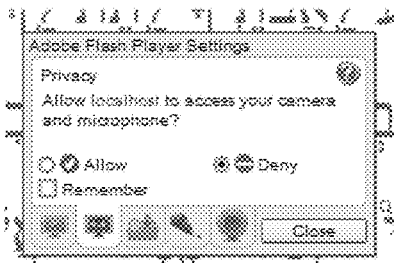 Adobe Flash Player Settings
Privacy
Allow localhost to access your camera
and microphone?
Allow
Deny
Remember
Close